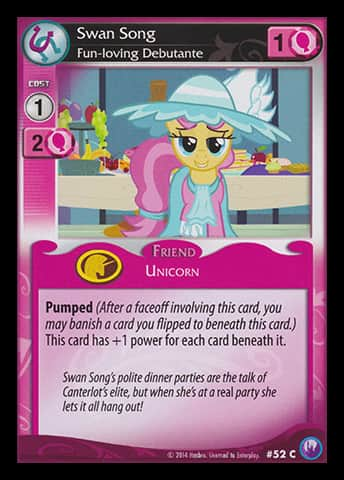 Swan Song
Fun-loving Debutante
1
COST
1
2
FRIEND
UNICORN
Pumped (After a faceoff involving this card, you
may banish a card you flipped to beneath this card.)
This card has +1 power for each card beneath it.
Swan Song's polite dinner parties are the talk of
Canterlot's elite, but when she's at a real party she
lets it all hang out!
© 2014 Hasbro. Licensed to Enterplay. #52 C